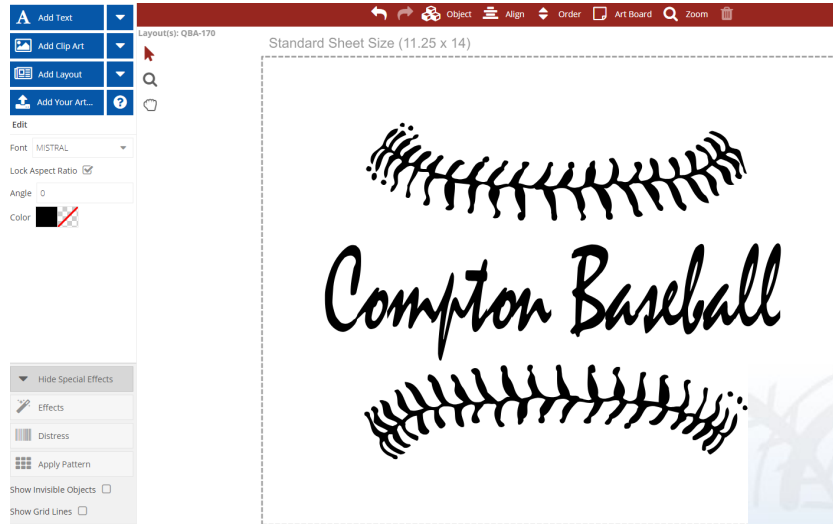 Add Text
Add Clip Art
Add Layout
Add Your Art...
Edit
Font MISTRAL
Lock Aspect Ratio
Angle 0
Color
Hide Special Effects
Effects
Distress
Apply Pattern
Show Invisible Objects
Show Grid Lines
Object Align Order Art Board Zoom
Layout(s): QBA-170
Standard Sheet Size (11.25 x 14)
Compton Baseball